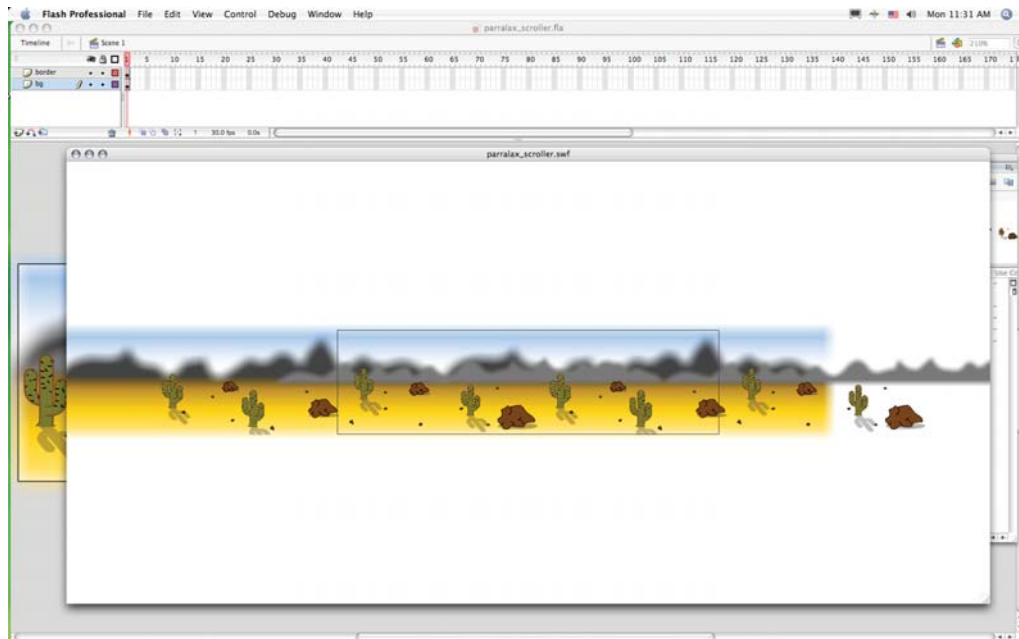 Flash Professional File Edit View Control Debug Window Help Mon 11:31 AM
parralax_scroller.fla
Timeline Scene 1 210%
5 10 15 20 25 30 35 40 45 50 55 60 65 70 75 80 85 90 95 100 105 110 115 120 125 130 135 140 145 150 155 160 165 170
border
bg
1 30.0 fps 0.0s
parralax_scroller.swf